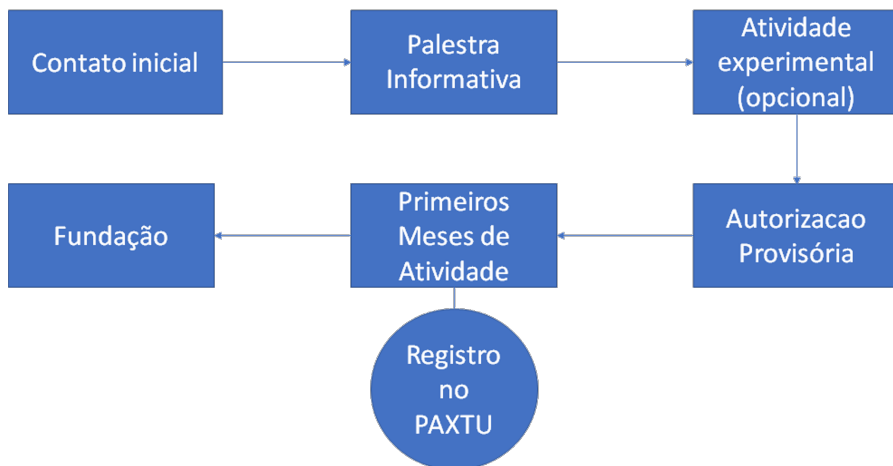 Contato inicial
Palestra
Informativa
Atividade
experimental
(opcional)
Autorizacao
Provisória
Primeiros
Meses de
Atividade
Fundação
Registro
no
PAXTU